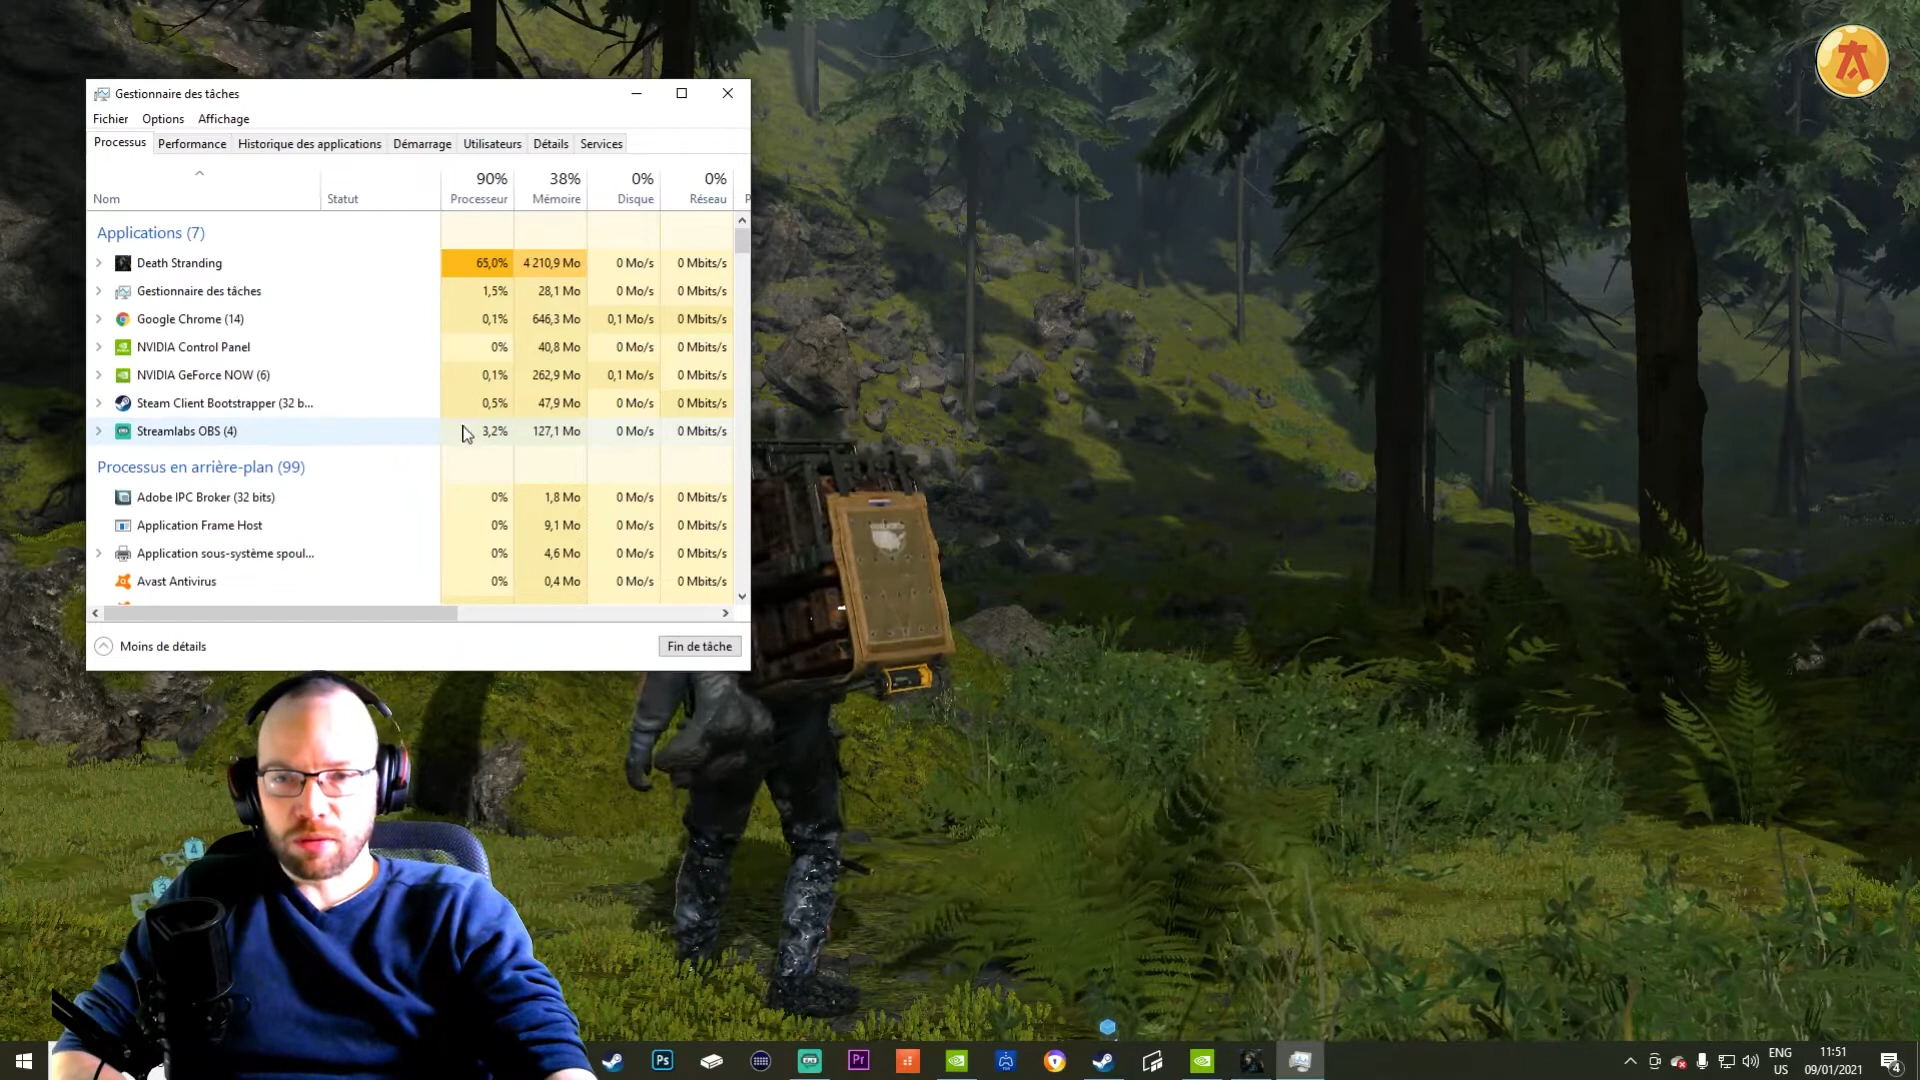 Gestionnaire des tâches
Fichier Options Affichage
Processus Performance Historique des applications Démarrage Utilisateurs Détails Services
90% 38% 0% 0%
Nom Statut Processeur Mémoire Disque Réseau P
Applications (7)
Death Stranding 65,0% 4 210,9 Mo 0 Mo/s 0 Mbits/s
Gestionnaire des tâches 1,5% 28,1 Mo 0 Mo/s 0 Mbits/s
Google Chrome (14) 0,1% 646,3 Mo 0,1 Mo/s 0 Mbits/s
NVIDIA Control Panel 0% 40,8 Mo 0 Mo/s 0 Mbits/s
NVIDIA GeForce NOW (6) 0,1% 262,9 Mo 0,1 Mo/s 0 Mbits/s
Steam Client Bootstrapper (32 b... 0,5% 47,9 Mo 0 Mo/s 0 Mbits/s
Streamlabs OBS (4) 3,2% 127,1 Mo 0 Mo/s 0 Mbits/s
Processus en arrière-plan (99)
Adobe IPC Broker (32 bits) 0% 1,8 Mo 0 Mo/s 0 Mbits/s
Application Frame Host 0% 9,1 Mo 0 Mo/s 0 Mbits/s
Application sous-système spoul... 0% 4,6 Mo 0 Mo/s 0 Mbits/s
Avast Antivirus 0% 0,4 Mo 0 Mo/s 0 Mbits/s
Moins de détails Fin de tâche
4
3
Ps Pr
ENG 11:51
US 09/01/2021 4